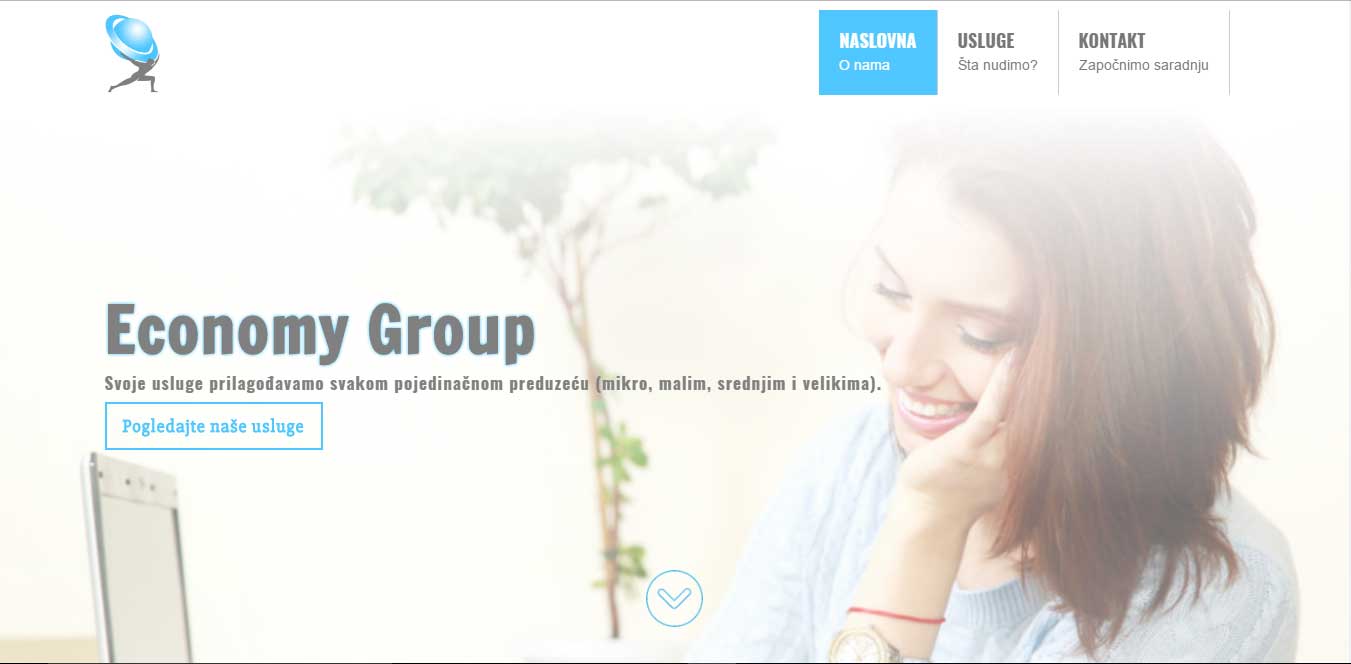 NASLOVNA
O nama
USLUGE
Šta nudimo?
KONTAKT
Započnimo saradnju
Economy Group
Svoje usluge prilagođavamo svakom pojedinačnom preduzeću (mikro, malim, srednjim i velikima).
Pogledajte naše usluge